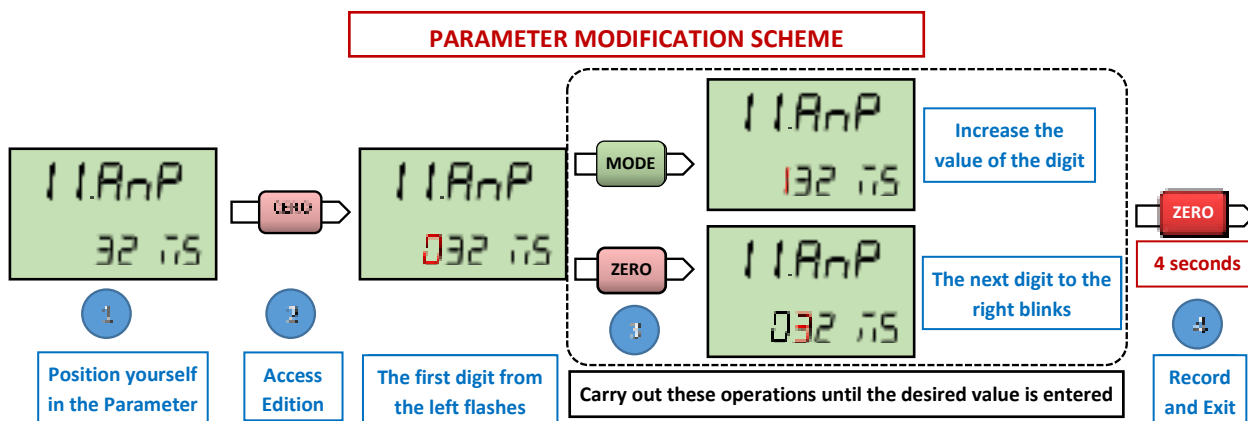 PARAMETER MODIFICATION SCHEME
11.AnP
32 mS
1
Position yourself
in the Parameter
2
Access
Edition
11.AnP
032 mS
The first digit from
the left flashes
MODE
11.AnP
132 mS
Increase the
value of the digit
ZERO
11.AnP
032 mS
The next digit to the
right blinks
3
Carry out these operations until the desired value is entered
ZERO
4 seconds
4
Record
and Exit